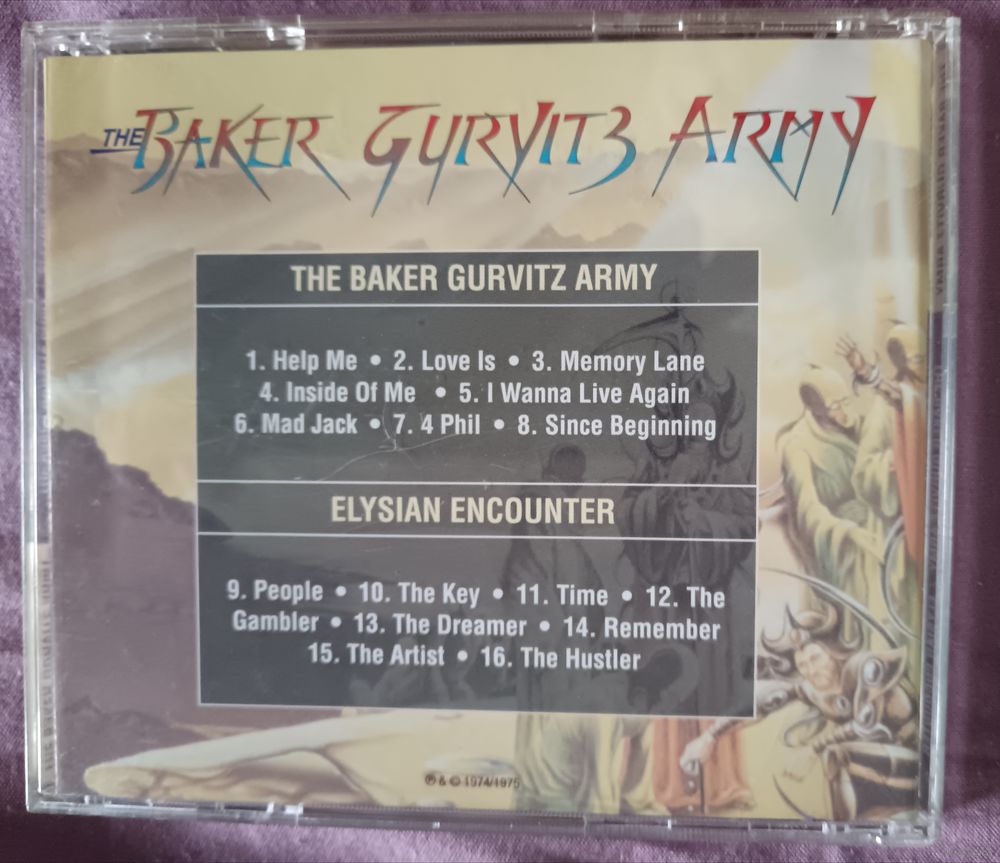 THE BAKER GURVITZ ARMY
THE BAKER GURVITZ ARMY
1. Help Me • 2. Love Is • 3. Memory Lane
4. Inside Of Me • 5. I Wanna Live Again
6. Mad Jack • 7. 4 Phil • 8. Since Beginning
ELYSIAN ENCOUNTER
9. People • 10. The Key • 11. Time • 12. The
Gambler • 13. The Dreamer • 14. Remember
15. The Artist • 16. The Hustler
℗ & © 1974/1975